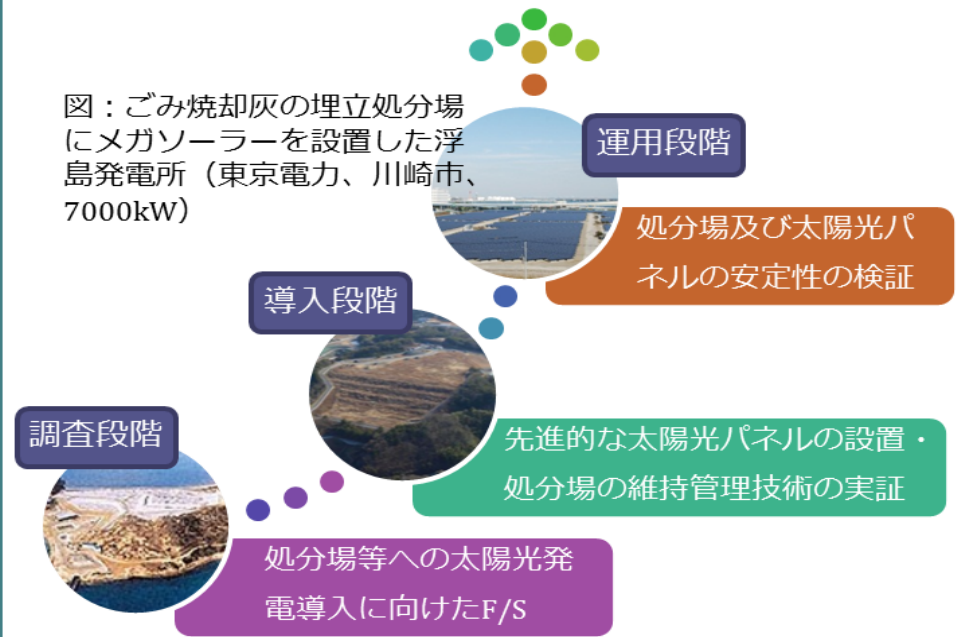 図：ごみ焼却灰の埋立処分場
にメガソーラーを設置した浮
島発電所（東京電力、川崎市、
7000kW）
運用段階
処分場及び太陽光パ
ネルの安定性の検証
導入段階
先進的な太陽光パネルの設置・
処分場の維持管理技術の実証
調査段階
処分場等への太陽光発
電導入に向けたF/S